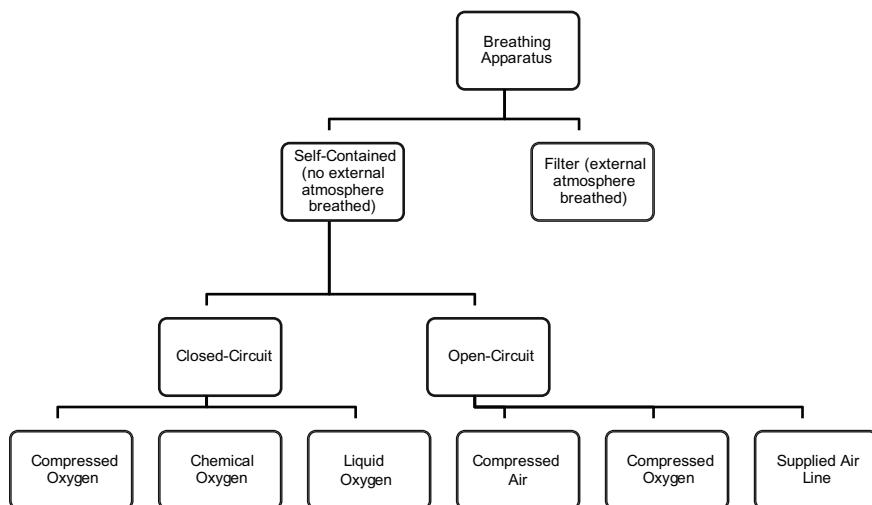 Breathing
Apparatus
Self-Contained
(no external
atmosphere
breathed)
Filter (external
atmosphere
breathed)
Closed-Circuit
Open-Circuit
Compressed
Oxygen
Chemical
Oxygen
Liquid
Oxygen
Compressed
Air
Compressed
Oxygen
Supplied Air
Line